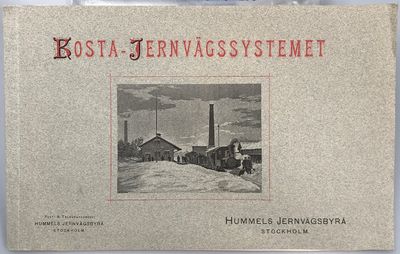 KOSTA-JERNVÄGSSYSTEMET
HUMMELS JERNVÄGSBYRÅ
STOCKHOLM
HUMMELS JERNVÄGSBYRÅ
STOCKHOLM